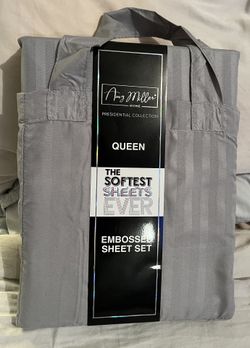 Amy Miller
HOME
PRESIDENTIAL COLLECTION
QUEEN
THE
SOFTEST
SHEETS
EVER
EMBOSSED
SHEET SET